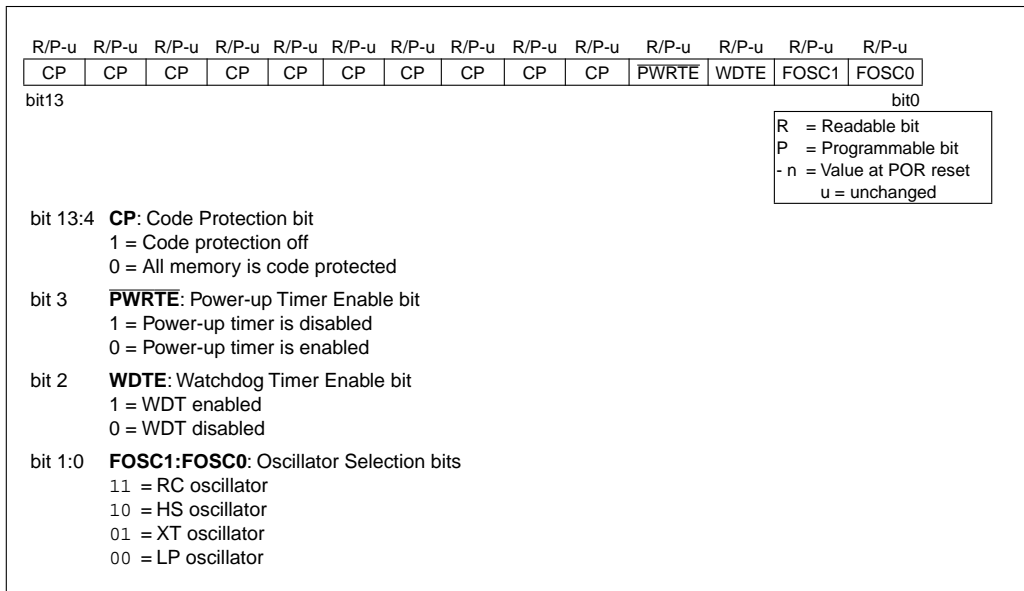 R/P-u R/P-u R/P-u R/P-u R/P-u R/P-u R/P-u R/P-u R/P-u R/P-u R/P-u R/P-u R/P-u R/P-u
CP CP CP CP CP CP CP CP CP CP PWRTE WDTE FOSC1 FOSC0
bit13 bit0
R = Readable bit
P = Programmable bit
- n = Value at POR reset
u = unchanged
bit 13:4 CP: Code Protection bit
1 = Code protection off
0 = All memory is code protected
bit 3 PWRTE: Power-up Timer Enable bit
1 = Power-up timer is disabled
0 = Power-up timer is enabled
bit 2 WDTE: Watchdog Timer Enable bit
1 = WDT enabled
0 = WDT disabled
bit 1:0 FOSC1:FOSC0: Oscillator Selection bits
11 = RC oscillator
10 = HS oscillator
01 = XT oscillator
00 = LP oscillator